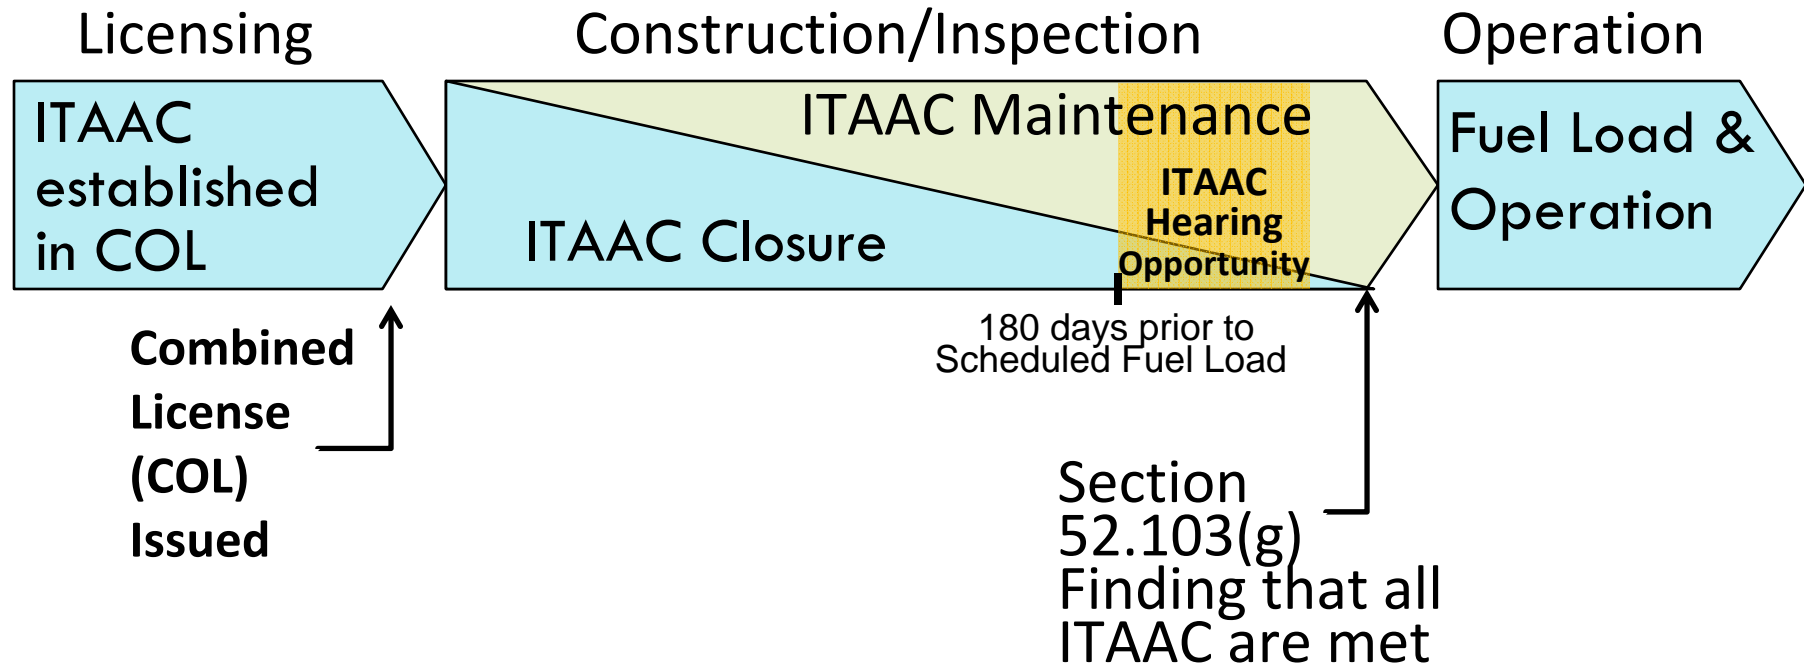 Licensing
Construction/Inspection
Operation
ITAAC
established
in COL
ITAAC Maintenance
ITAAC Closure
ITAAC
Hearing
Opportunity
Fuel Load &
Operation
180 days prior to
Scheduled Fuel Load
Combined
License
(COL)
Issued
Section
52.103(g)
Finding that all
ITAAC are met